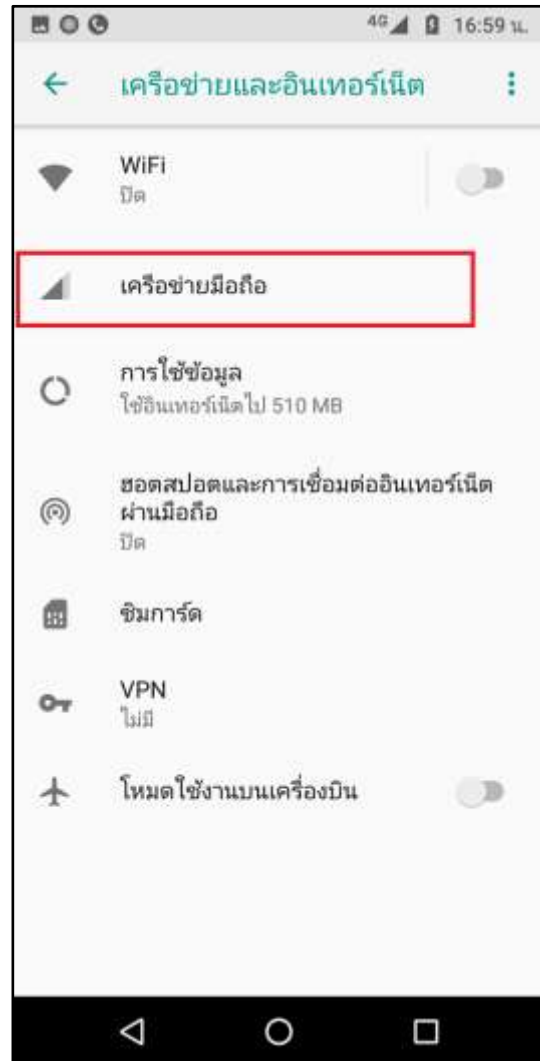 4G 16:59 น.
เครือข่ายและอินเทอร์เน็ต
WiFi
ปิด
เครือข่ายมือถือ
การใช้ข้อมูล
ใช้อินเทอร์เน็ตไป 510 MB
ฮอตสปอตและการเชื่อมต่ออินเทอร์เน็ต
ผ่านมือถือ
ปิด
ซิมการ์ด
VPN
ไม่มี
โหมดใช้งานบนเครื่องบิน